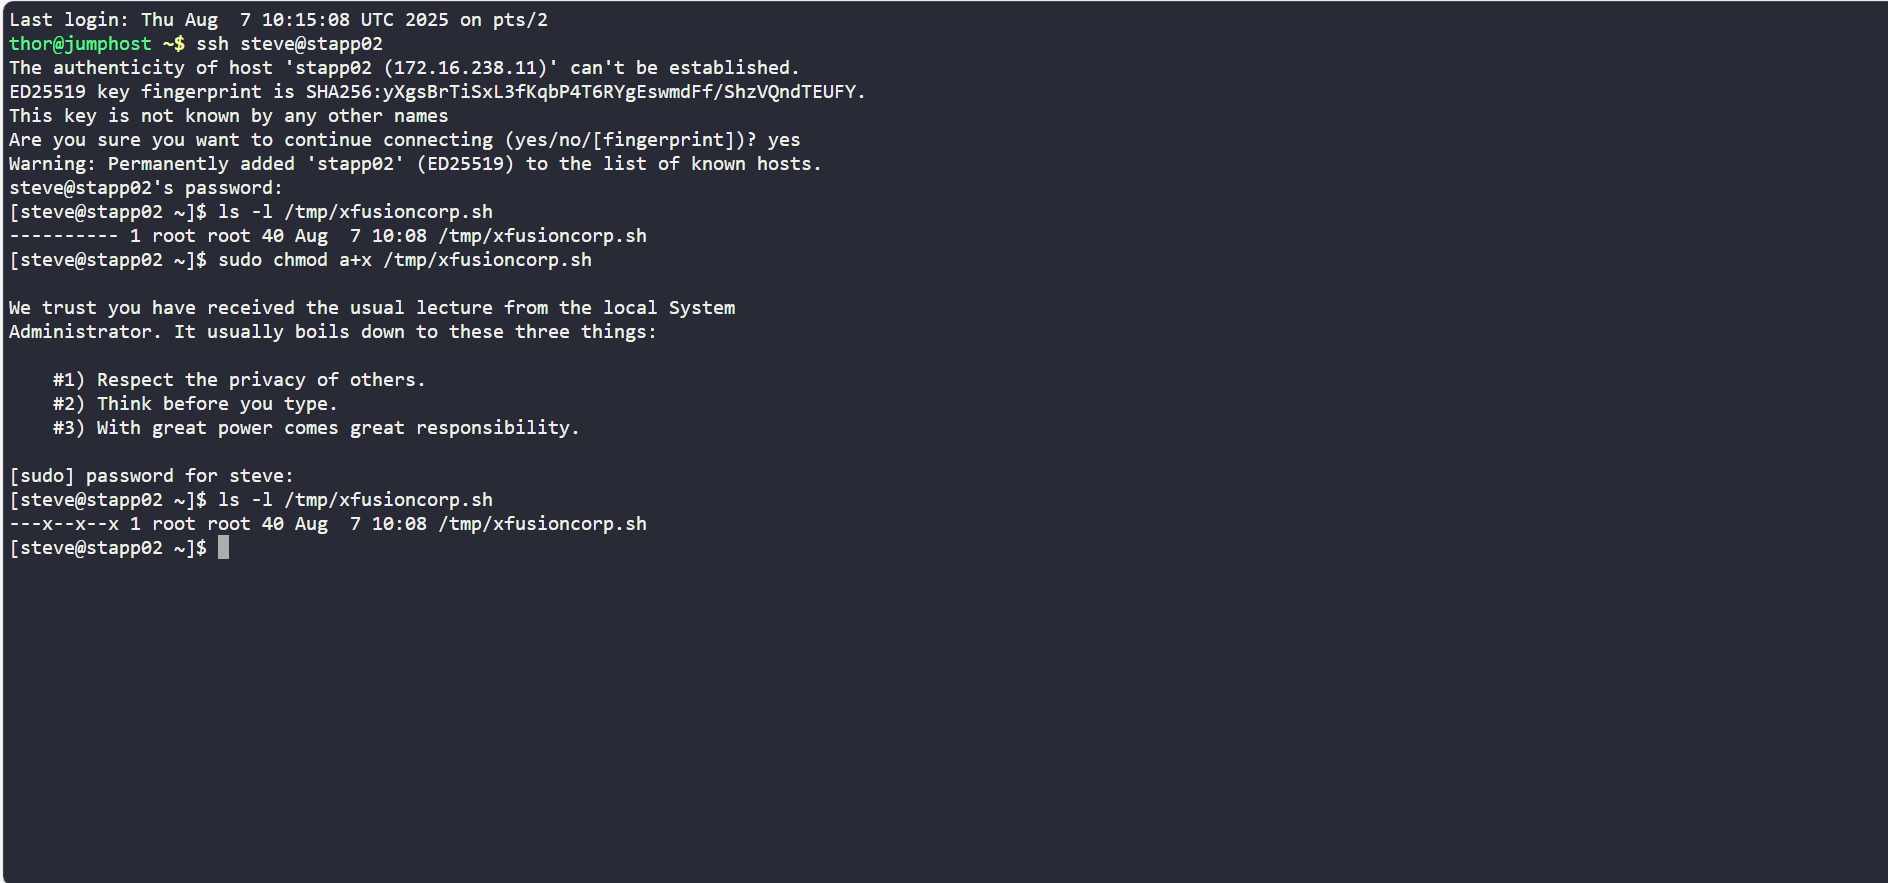 Last login: Thu Aug  7 10:15:08 UTC 2025 on pts/2
thor@jumphost ~$ ssh steve@stapp02
The authenticity of host 'stapp02 (172.16.238.11)' can't be established.
ED25519 key fingerprint is SHA256:yXgsBrTiSxL3fKqbP4T6RYgEswmdFf/ShzVQndTEUFY.
This key is not known by any other names
Are you sure you want to continue connecting (yes/no/[fingerprint])? yes
Warning: Permanently added 'stapp02' (ED25519) to the list of known hosts.
steve@stapp02's password:
[steve@stapp02 ~]$ ls -l /tmp/xfusioncorp.sh
---------- 1 root root 40 Aug  7 10:08 /tmp/xfusioncorp.sh
[steve@stapp02 ~]$ sudo chmod a+x /tmp/xfusioncorp.sh

We trust you have received the usual lecture from the local System
Administrator. It usually boils down to these three things:

    #1) Respect the privacy of others.
    #2) Think before you type.
    #3) With great power comes great responsibility.

[sudo] password for steve:
[steve@stapp02 ~]$ ls -l /tmp/xfusioncorp.sh
---x--x--x 1 root root 40 Aug  7 10:08 /tmp/xfusioncorp.sh
[steve@stapp02 ~]$